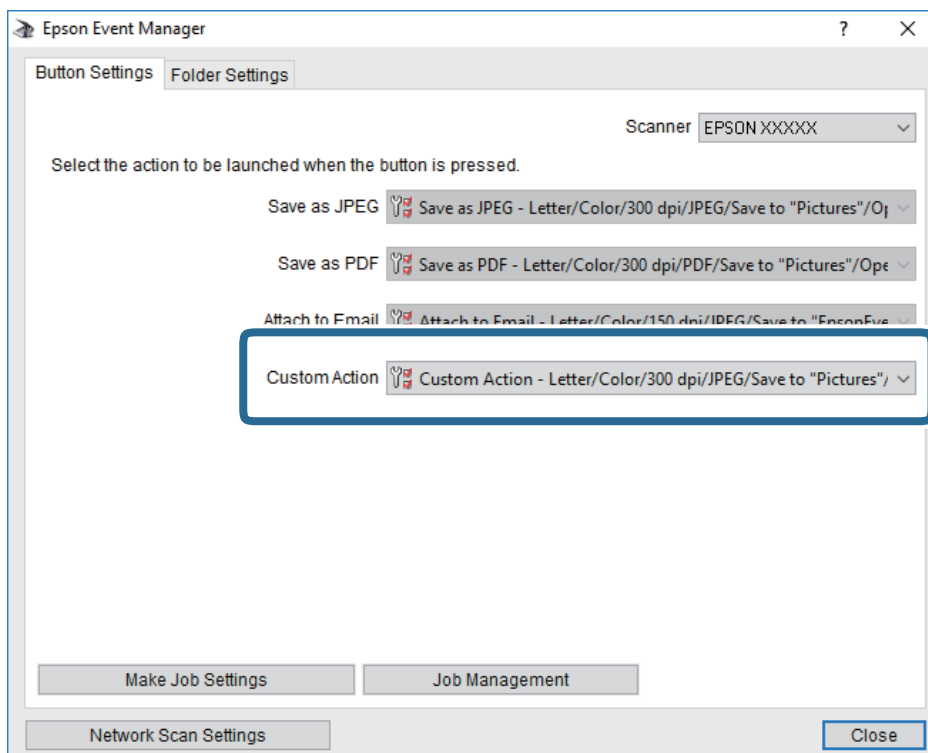 Epson Event Manager
Button Settings Folder Settings
Scanner EPSON XXXXX
Select the action to be launched when the button is pressed.
Save as JPEG Save as JPEG - Letter/Color/300 dpi/JPEG/Save to "Pictures"/Op
Save as PDF Save as PDF - Letter/Color/300 dpi/PDF/Save to "Pictures"/Ope
Attach to Email Attach to Email - Letter/Color/150 dpi/JPEG/Save to "EpsonEve
Custom Action Custom Action - Letter/Color/300 dpi/JPEG/Save to "Pictures"/
Make Job Settings Job Management
Network Scan Settings Close